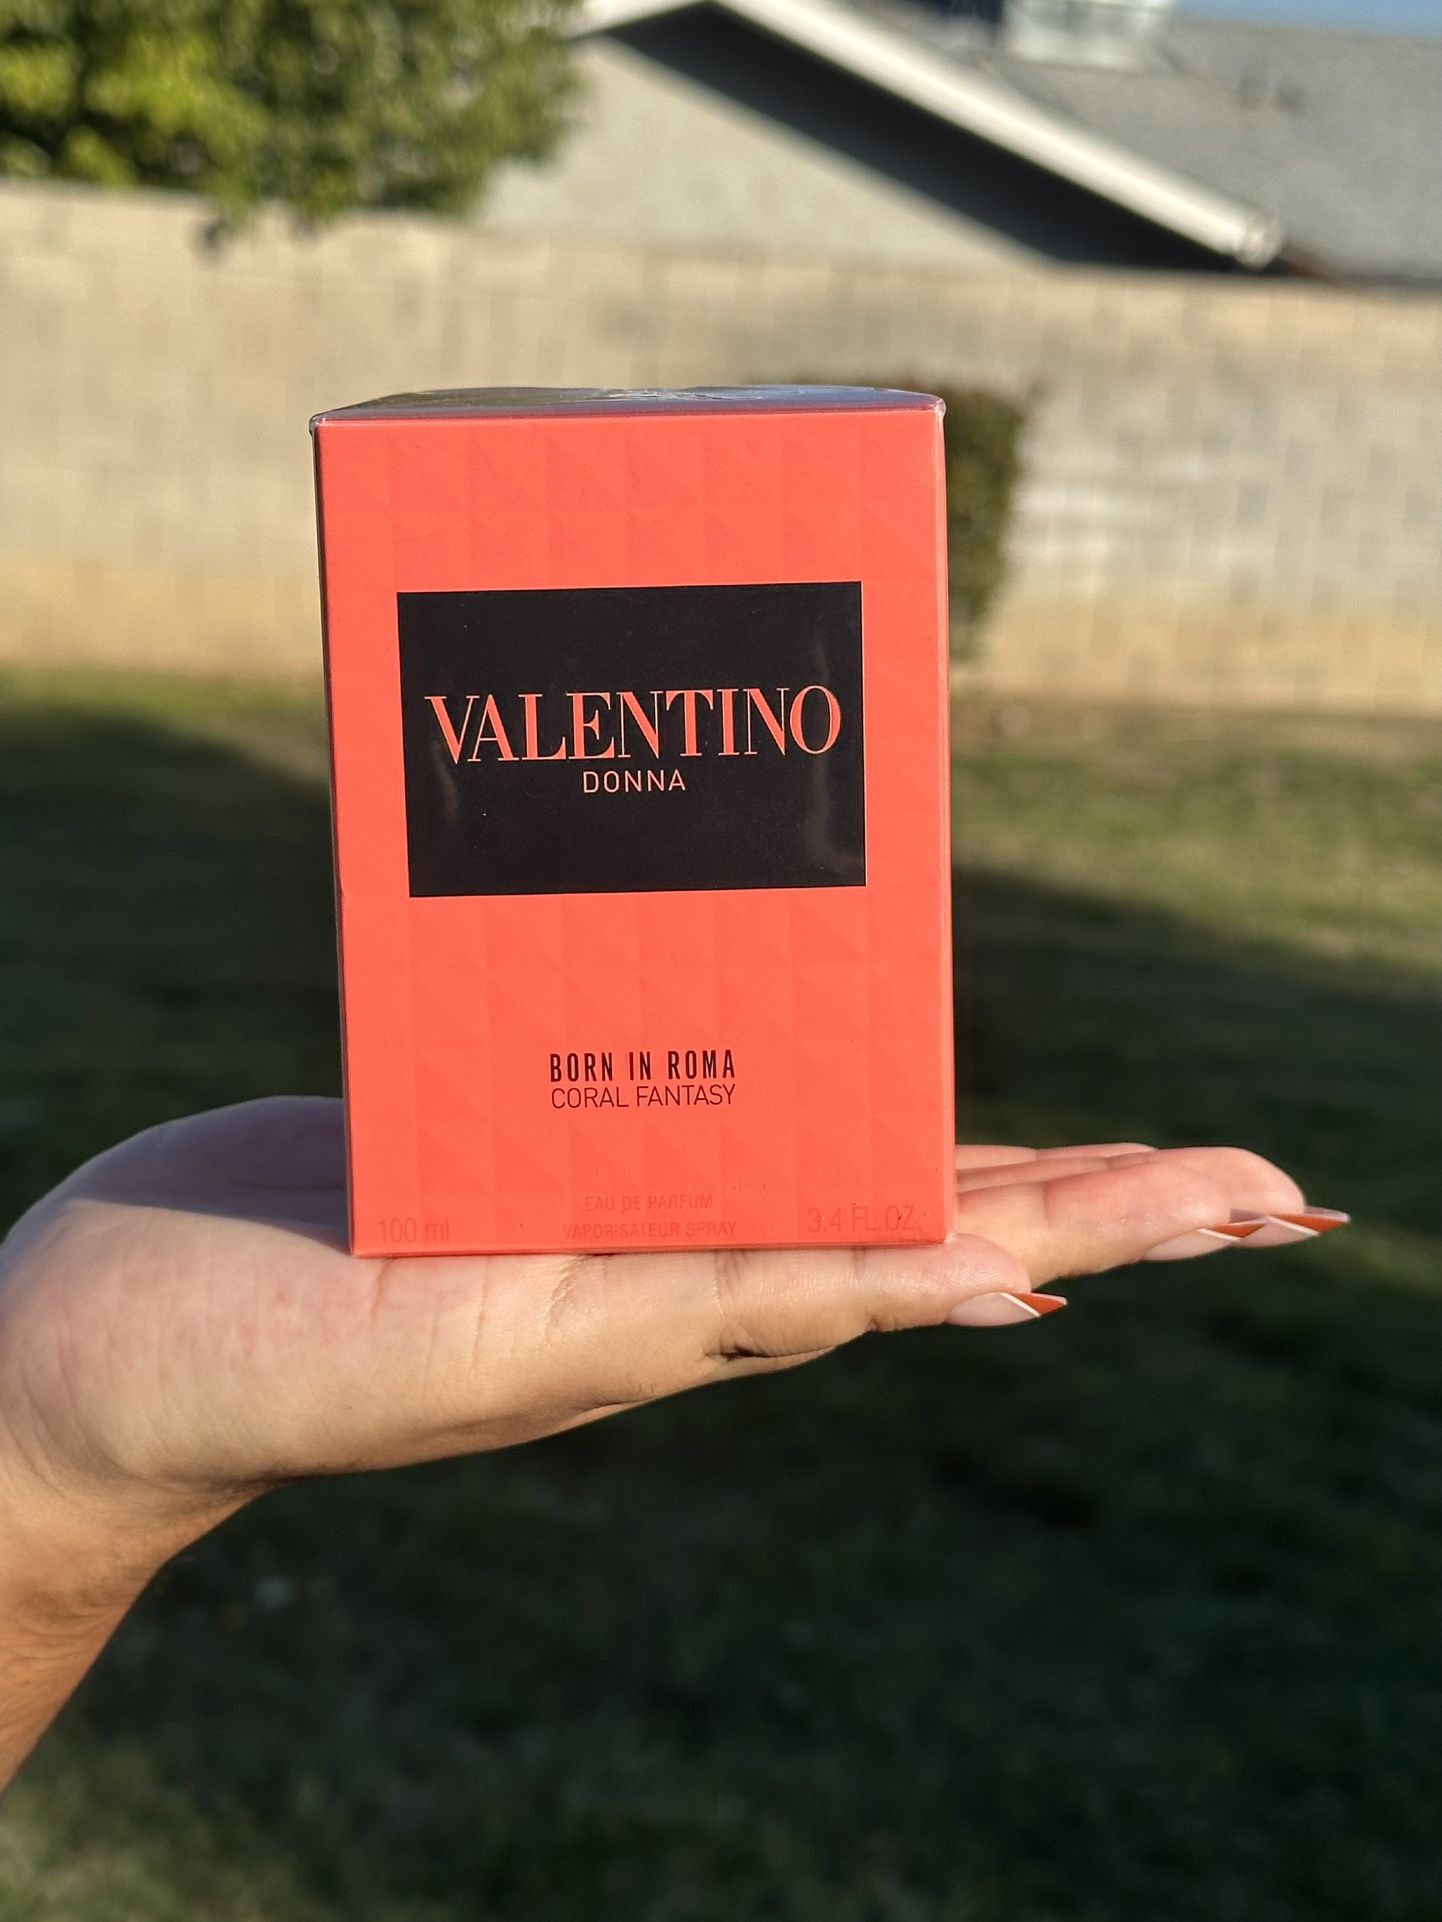 VALENTINO
DONNA
BORN IN ROMA
CORAL FANTASY
EAU DE PARFUM
100 ml VAPORISATEUR SPRAY 3.4 FL.OZ.